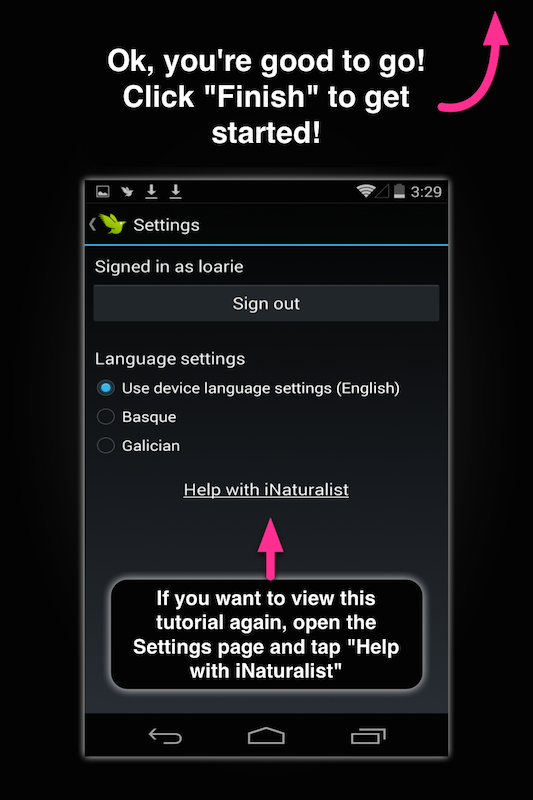 Ok, you're good to go!
Click "Finish" to get
started!
3:29
Settings
Signed in as loarie
Sign out
Language settings
Use device language settings (English)
Basque
Galician
Help with iNaturalist
If you want to view this
tutorial again, open the
Settings page and tap "Help
with iNaturalist"